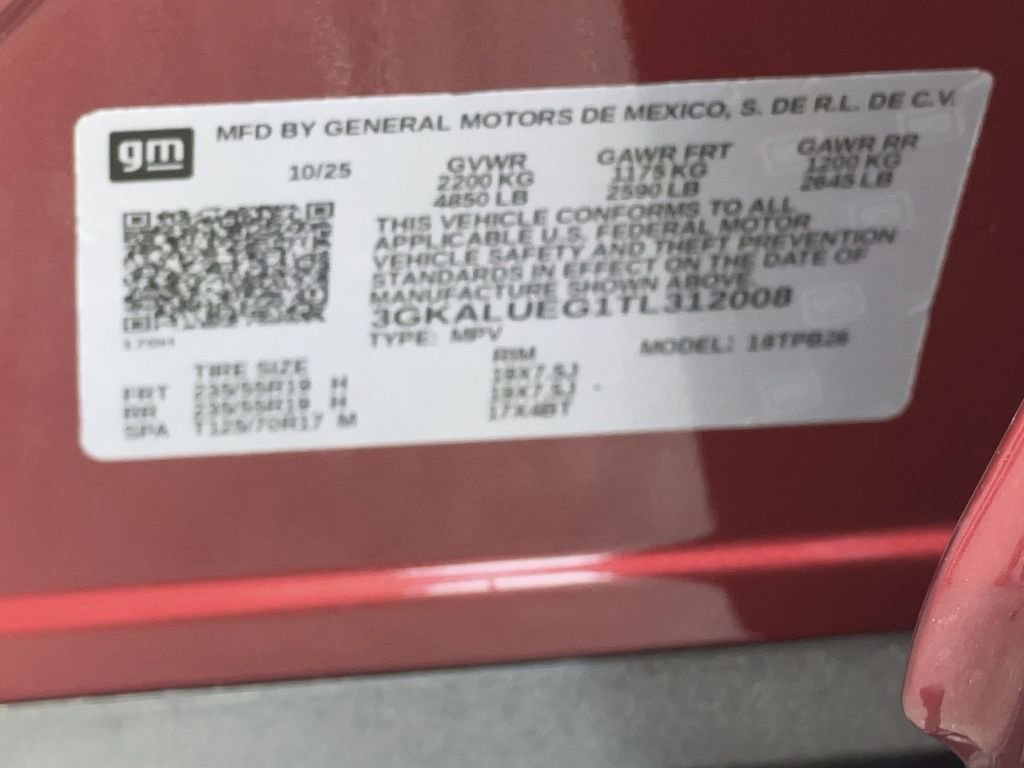 gm
MFD BY GENERAL MOTORS DE MEXICO, S. DE R.L. DE C.V.
10/25
GVWR GAWR FRT GAWR RR
2200 KG 1175 KG 1200 KG
4850 LB 2590 LB 2645 LB
THIS VEHICLE CONFORMS TO ALL
APPLICABLE U.S. FEDERAL MOTOR
VEHICLE SAFETY AND THEFT PREVENTION
STANDARDS IN EFFECT ON THE DATE OF
MANUFACTURE SHOWN ABOVE.
3GKALUEG1TL312008
TYPE: MPV MODEL:
TIRE SIZE RIM
FRT 235/55R19 H 19X7.5J
RR 235/55R19 H 19X7.5J
SPA T125/70R17 M 17X4BT